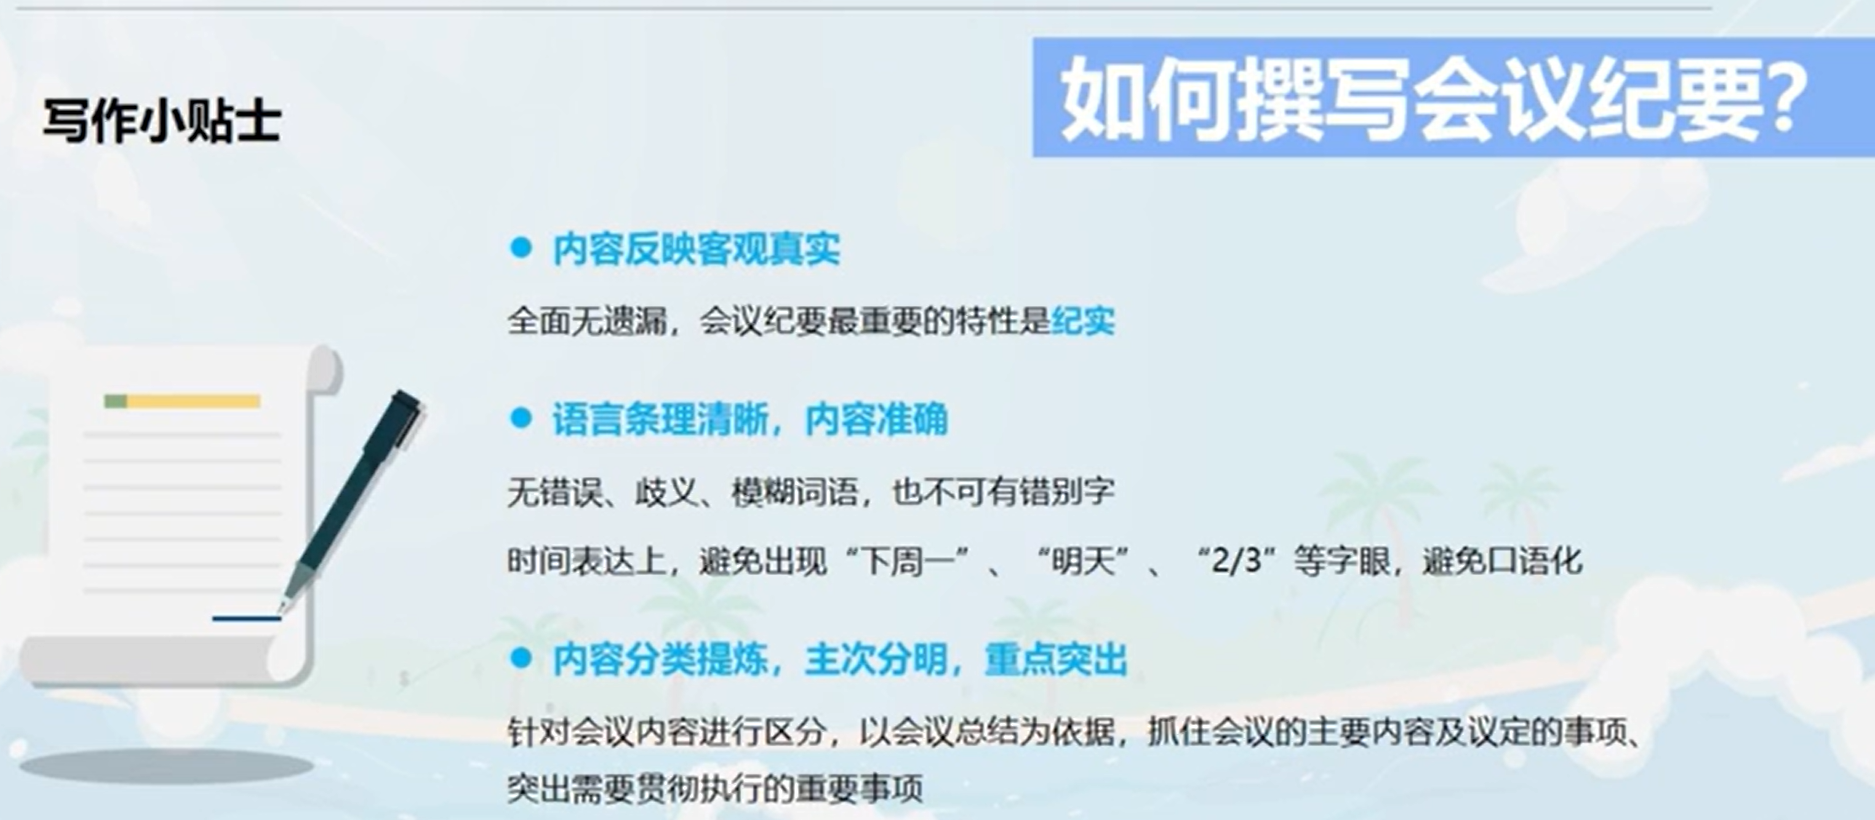 写作小贴士
如何撰写会议纪要？
● 内容反映客观真实
全面无遗漏，会议纪要最重要的特性是纪实
● 语言条理清晰，内容准确
无错误、歧义、模糊词语，也不可有错别字
时间表达上，避免出现“下周一”、“明天”、“2/3”等字眼，避免口语化
● 内容分类提炼，主次分明，重点突出
针对会议内容进行区分，以会议总结为依据，抓住会议的主要内容及议定的事项、
突出需要贯彻执行的重要事项